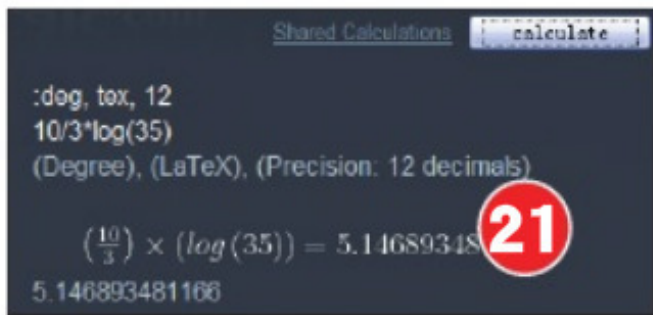 Shared Calculations calculate
:deg, tex, 12
10/3*log(35)
(Degree), (LaTeX), (Precision: 12 decimals)
(10/3) × (log (35)) = 5.14689348
21
5.146893481166